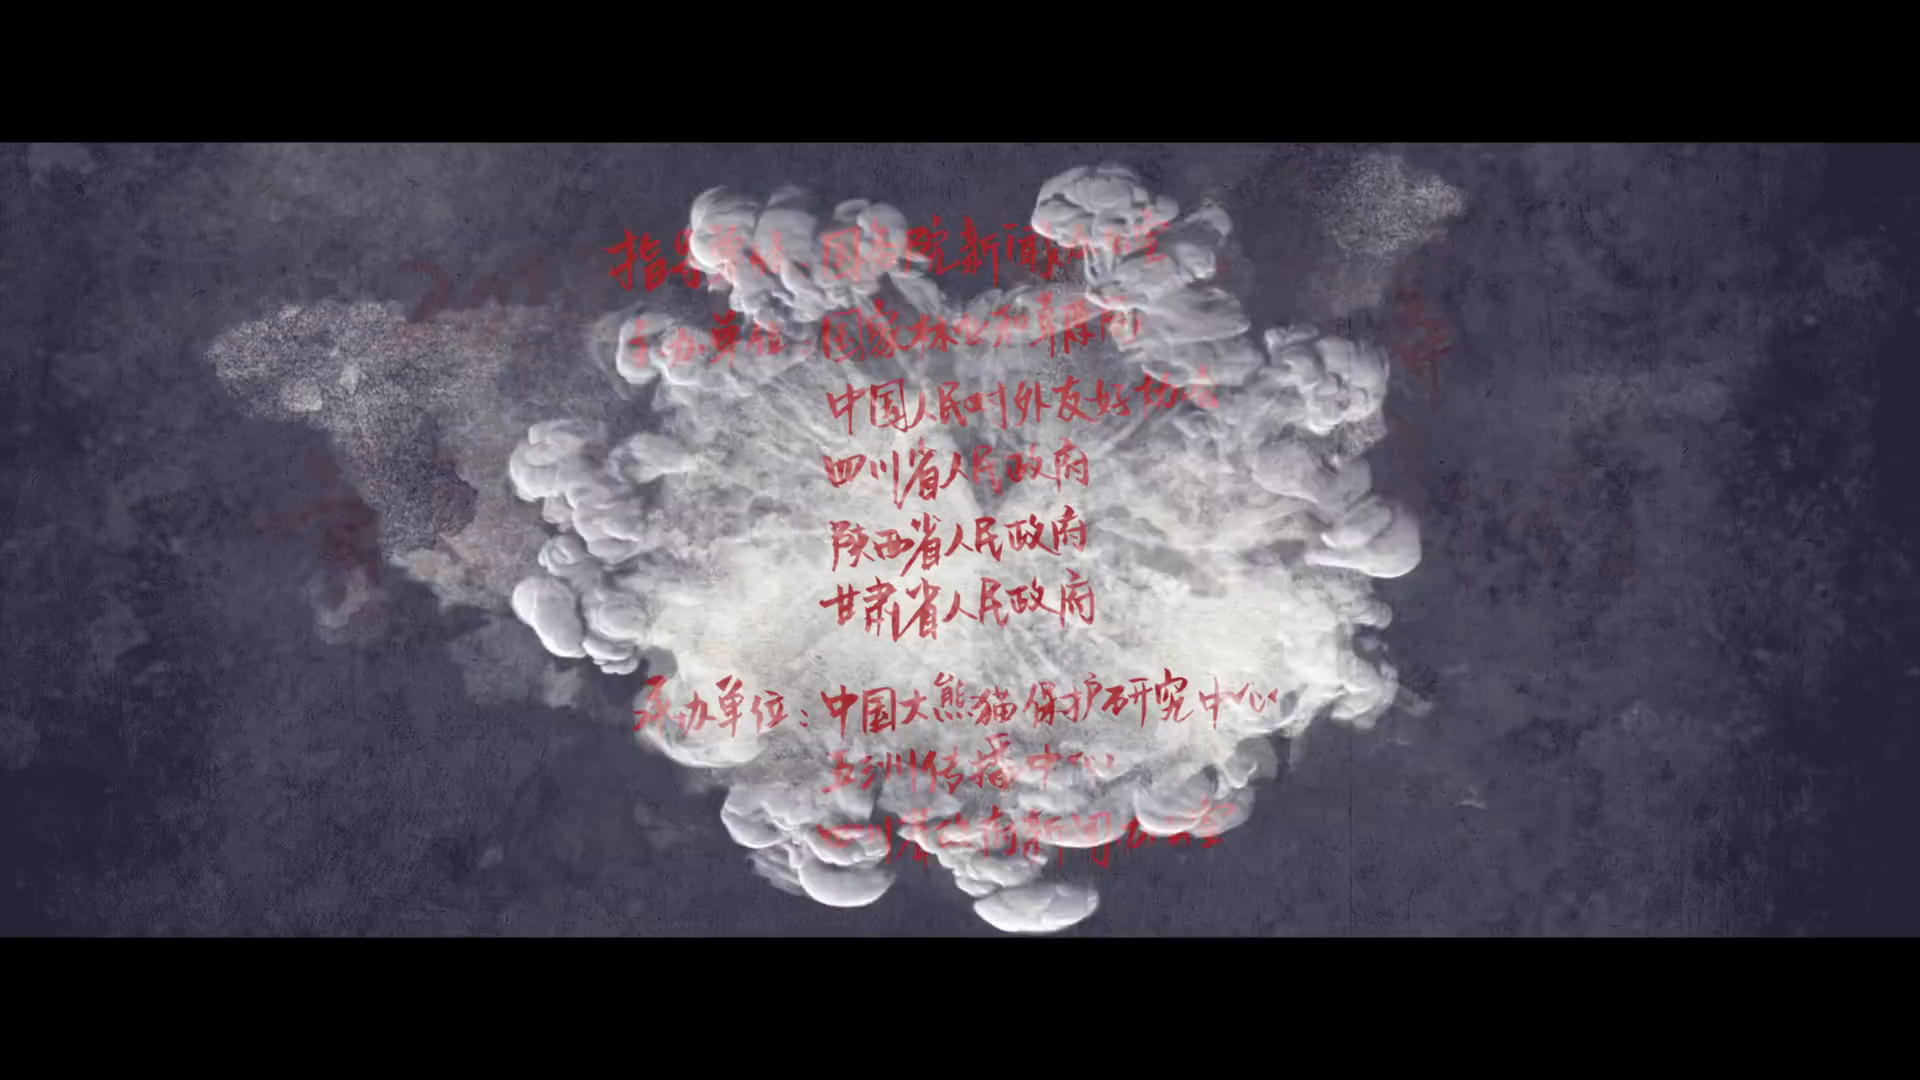 指导单位:国务院新闻办公室
主办单位:国家林业和草原局
中国人民对外友好协会
四川省人民政府
陕西省人民政府
甘肃省人民政府
承办单位:中国大熊猫保护研究中心
五洲传播中心
四川省政府新闻办公室